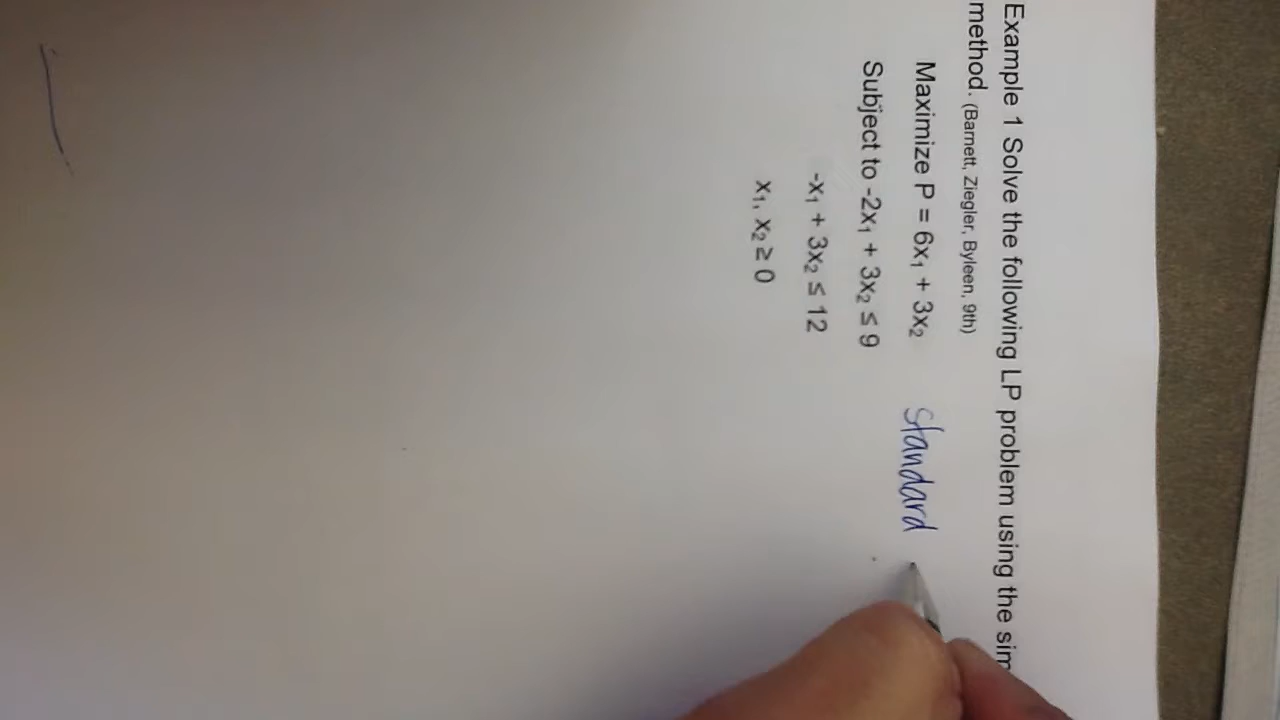 Example 1 Solve the following LP problem using the sim
method. (Barnett, Ziegler, Byleen, 9th)
Maximize P = 6x₁ + 3x₂ Standard
Subject to -2x₁ + 3x₂ ≤ 9
-x₁ + 3x₂ ≤ 12
x₁, x₂ ≥ 0